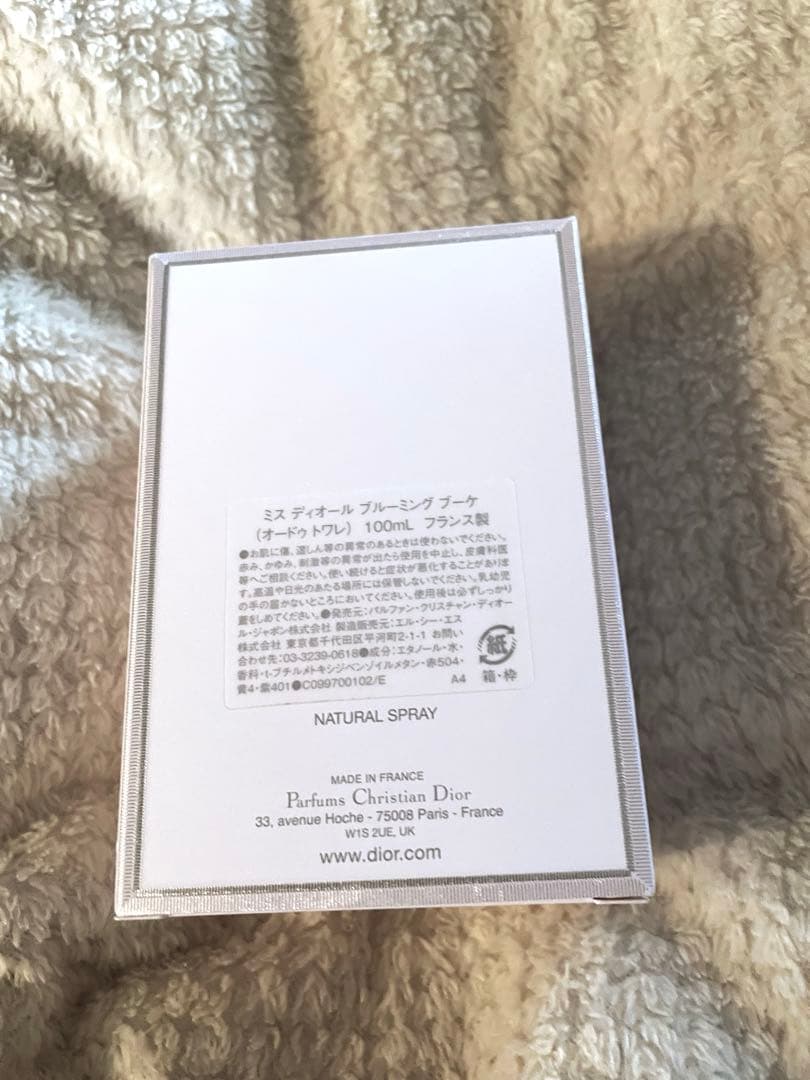 ミス ディオール ブルーミング ブーケ
(オードゥ トワレ) 100mL フランス製
●お肌に傷、湿しん等の異常のあるときは使わないでください。
赤み、かゆみ、刺激等の異常が出たら使用を中止し、皮膚科医
等へご相談ください。使い続けると症状が悪化することがありま
す。高温や日光のあたる場所には保管しないでください。乳幼児
の手の届かないところにおいてください。使用後は必ずしっかり
蓋をしめてください。●発売元:パルファン・クリスチャン・ディオー
ル・ジャポン株式会社 製造販売元:エル・シー・エス
株式会社 東京都千代田区平河町2-1-1 お問い
合わせ先:03-3239-0618●成分:エタノール・水・
香料・t-ブチルメトキシジベンゾイルメタン・赤504・
黄4・紫401●C099700102/E A4
紙
箱・枠
NATURAL SPRAY
MADE IN FRANCE
Parfums Christian Dior
33, avenue Hoche - 75008 Paris - France
W1S 2UE, UK
www.dior.com